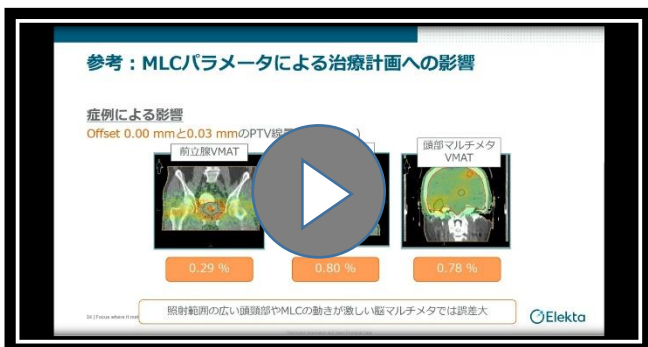 参考：MLCパラメータによる治療計画への影響
症例による影響
Offset 0.00 mmと0.03 mmのPTV線
前立腺VMAT
頭部マルチメタ
VMAT
0.29 %
0.80 %
0.78 %
照射範囲の広い頭頸部やMLCの動きが激しい脳マルチメタでは誤差大
Focus where it
Elekta